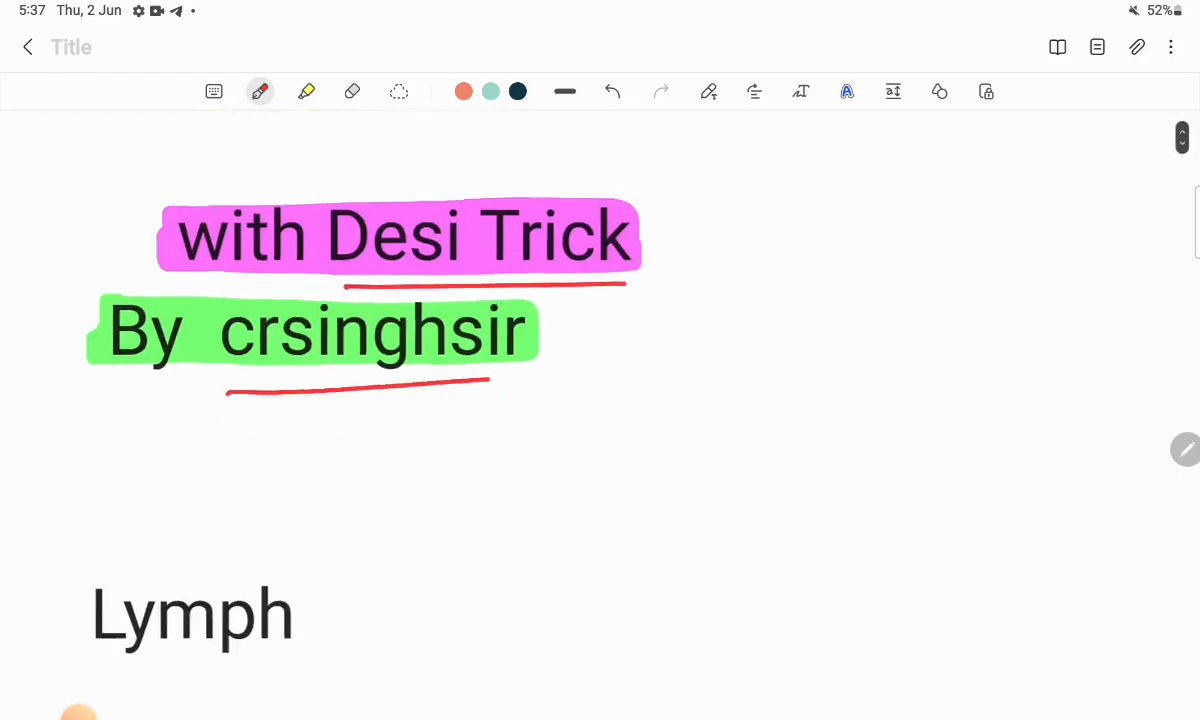 5:37 Thu, 2 Jun 52%
Title
with Desi Trick
By crsinghsir
Lymph